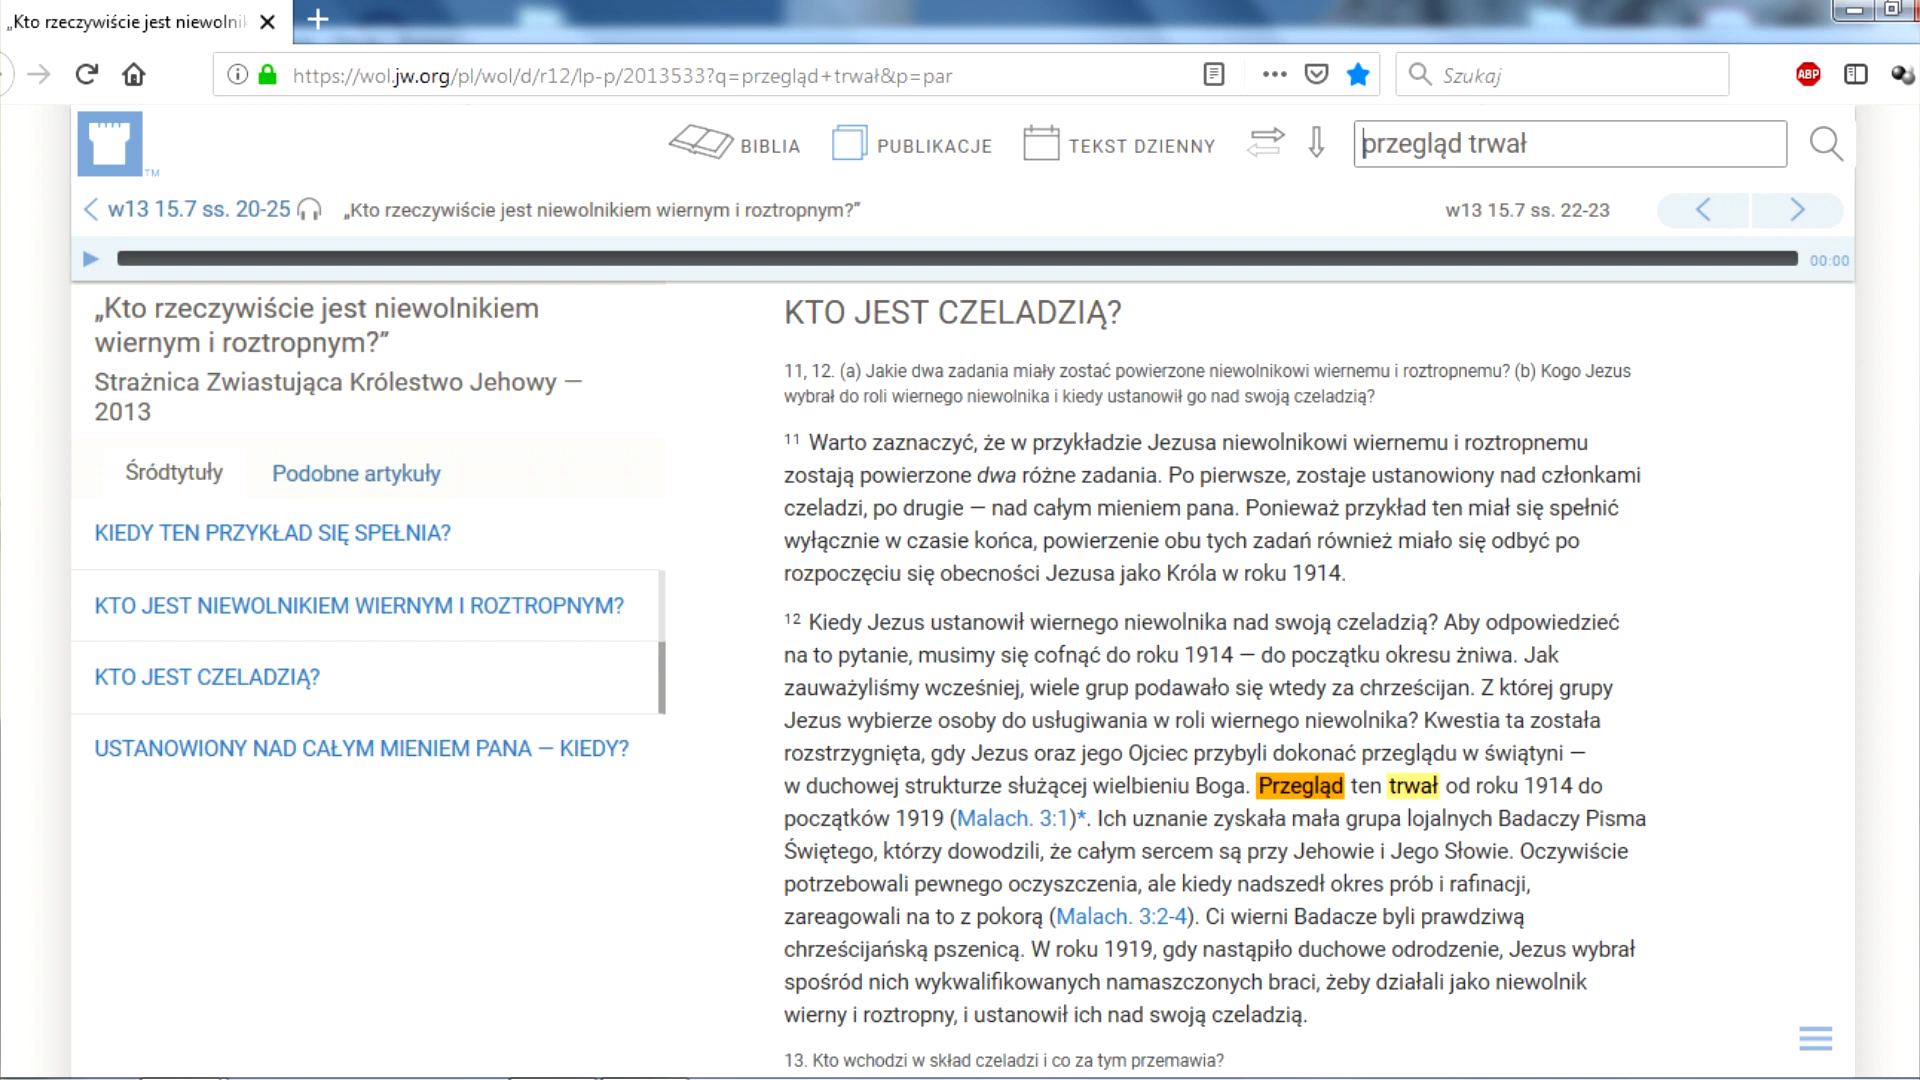 „Kto rzeczywiście jest niewolnik
https://wol.jw.org/pl/wol/d/r12/lp-p/2013533?q=przegląd+trwał&p=par
Szukaj
ABP
BIBLIA
PUBLIKACJE
TEKST DZIENNY
przegląd trwał
TM
w13 15.7 ss. 20-25
„Kto rzeczywiście jest niewolnikiem wiernym i roztropnym?”
w13 15.7 ss. 22-23
00:00
„Kto rzeczywiście jest niewolnikiem
wiernym i roztropnym?”
Strażnica Zwiastująca Królestwo Jehowy —
2013
Śródtytuły
Podobne artykuły
KIEDY TEN PRZYKŁAD SIĘ SPEŁNIA?
KTO JEST NIEWOLNIKIEM WIERNYM I ROZTROPNYM?
KTO JEST CZELADZIĄ?
USTANOWIONY NAD CAŁYM MIENIEM PANA — KIEDY?
KTO JEST CZELADZIĄ?
11, 12. (a) Jakie dwa zadania miały zostać powierzone niewolnikowi wiernemu i roztropnemu? (b) Kogo Jezus
wybrał do roli wiernego niewolnika i kiedy ustanowił go nad swoją czeladzią?
11 Warto zaznaczyć, że w przykładzie Jezusa niewolnikowi wiernemu i roztropnemu
zostają powierzone dwa różne zadania. Po pierwsze, zostaje ustanowiony nad członkami
czeladzi, po drugie — nad całym mieniem pana. Ponieważ przykład ten miał się spełnić
wyłącznie w czasie końca, powierzenie obu tych zadań również miało się odbyć po
rozpoczęciu się obecności Jezusa jako Króla w roku 1914.
12 Kiedy Jezus ustanowił wiernego niewolnika nad swoją czeladzią? Aby odpowiedzieć
na to pytanie, musimy się cofnąć do roku 1914 — do początku okresu żniwa. Jak
zauważyliśmy wcześniej, wiele grup podawało się wtedy za chrześcijan. Z której grupy
Jezus wybierze osoby do usługiwania w roli wiernego niewolnika? Kwestia ta została
rozstrzygnięta, gdy Jezus oraz jego Ojciec przybyli dokonać przeglądu w świątyni —
w duchowej strukturze służącej wielbieniu Boga. Przegląd ten trwał od roku 1914 do
początków 1919 (Malach. 3:1)*. Ich uznanie zyskała mała grupa lojalnych Badaczy Pisma
Świętego, którzy dowodzili, że całym sercem są przy Jehowie i Jego Słowie. Oczywiście
potrzebowali pewnego oczyszczenia, ale kiedy nadszedł okres prób i rafinacji,
zareagowali na to z pokorą (Malach. 3:2-4). Ci wierni Badacze byli prawdziwą
chrześcijańską pszenicą. W roku 1919, gdy nastąpiło duchowe odrodzenie, Jezus wybrał
spośród nich wykwalifikowanych namaszczonych braci, żeby działali jako niewolnik
wierny i roztropny, i ustanowił ich nad swoją czeladzią.
13. Kto wchodzi w skład czeladzi i co za tym przemawia?